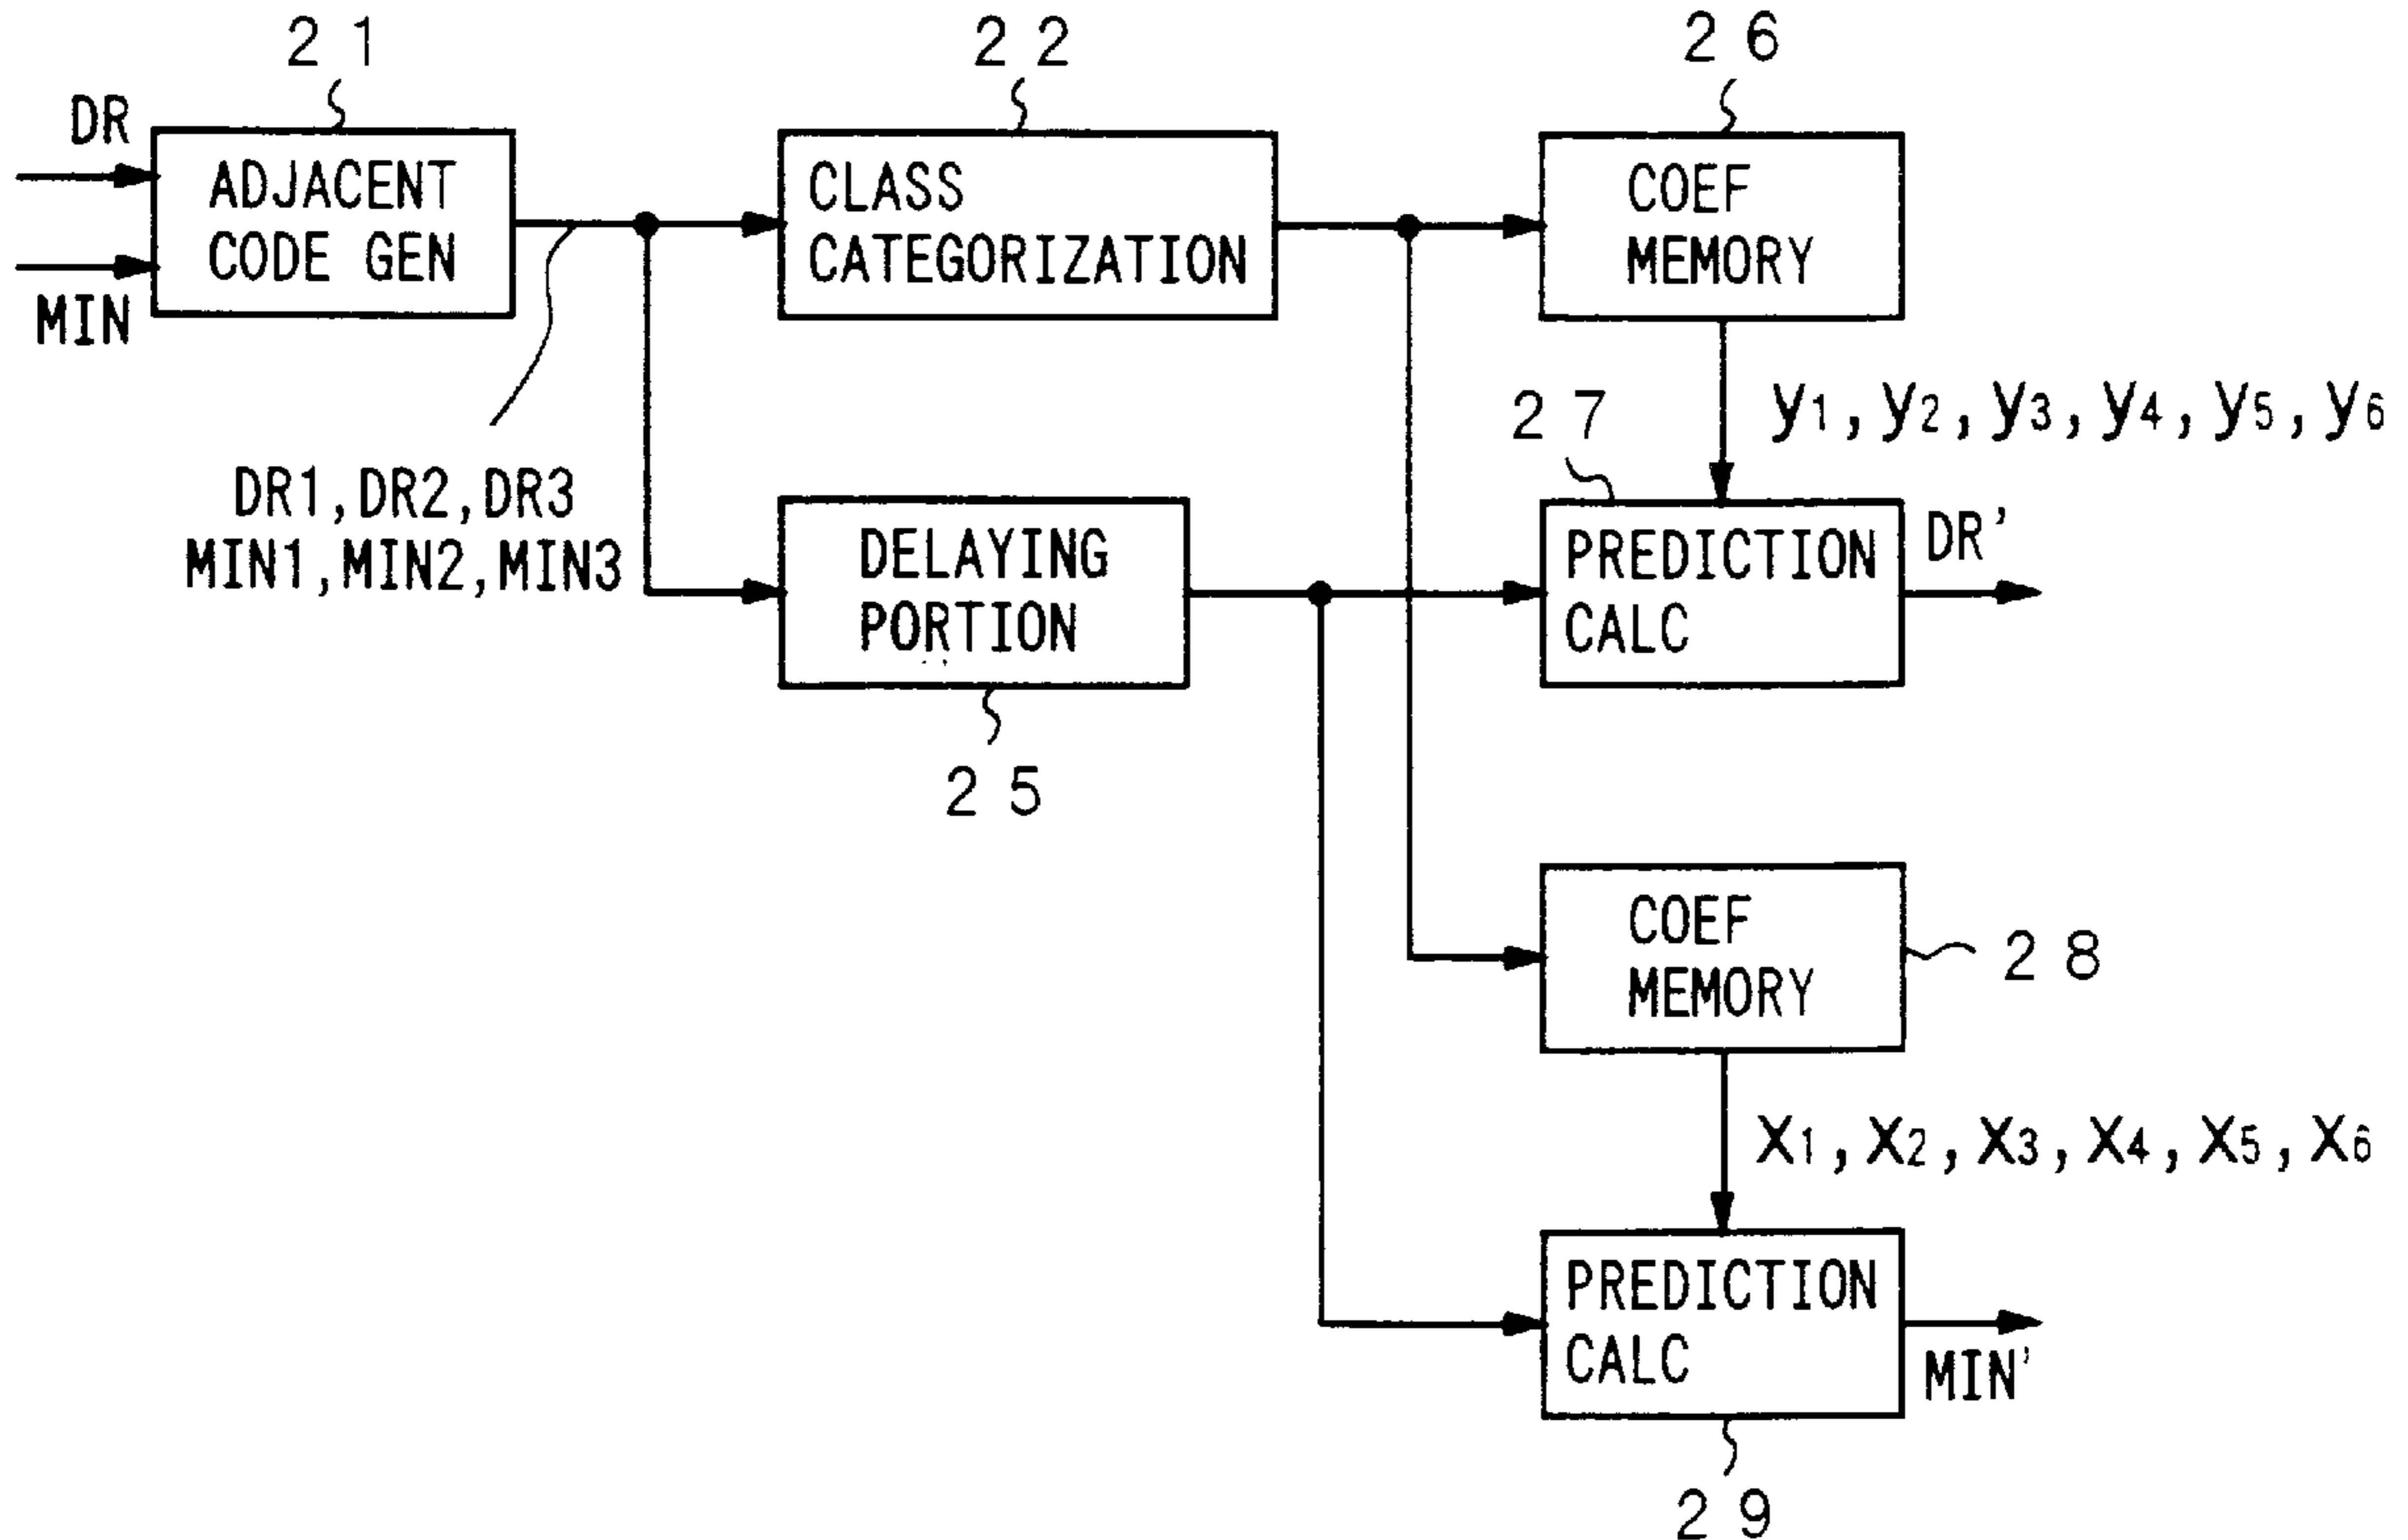 21
22
26
DR
MIN
ADJACENT
CODE GEN
CLASS
CATEGORIZATION
COEF
MEMORY
DR1,DR2,DR3
MIN1,MIN2,MIN3
y1,y2,y3,y4,y5,y6
27
DELAYING
PORTION
PREDICTION
CALC
DR'
25
COEF
MEMORY
28
x1,x2,x3,x4,x5,x6
PREDICTION
CALC
MIN'
29